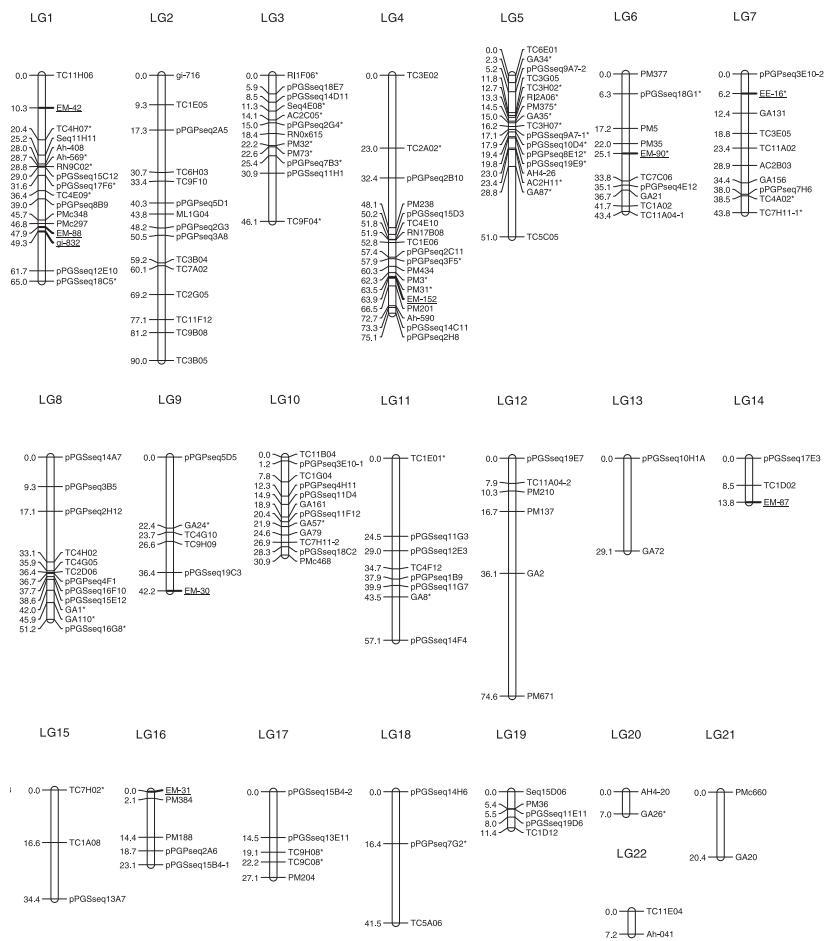 LG1
0.0 TC11H06
10.3 EM-42
20.4 TC4H07*
25.2 Seq11H11
28.0 Ah-408
28.7 Ah-569*
28.8 RN9C02*
29.0 pPGSseq15C12
31.6 pPGSseq17F6*
36.4 TC4E09*
39.0 pPGPseq8B9
45.7 PMc348
46.8 PMc297
47.9 EM-88
49.3 gi-832
61.7 pPGSseq12E10
65.0 pPGSseq18C5*
LG2
0.0 gi-716
9.3 TC1E05
17.3 pPGPseq2A5
30.7 TC6H03
33.4 TC9F10
40.3 pPGSseq5D1
43.8 ML1G04
48.2 pPGPseq2G3
50.5 pPGPseq3A8
59.2 TC3B04
60.1 TC7A02
69.2 TC2G05
77.1 TC11F12
81.2 TC9B08
90.0 TC3B05
LG3
0.0 RI1F06*
5.9 pPGSseq18E7
8.5 pPGSseq14D11
11.3 Seq4E08*
14.1 AC2C05*
15.0 pPGPseq2G4*
18.4 RN0x615
22.2 PM32*
22.6 PM73*
25.4 pPGPseq7B3*
30.9 pPGSseq11H1
46.1 TC9F04*
LG4
0.0 TC3E02
23.0 TC2A02*
32.4 pPGPseq2B10
48.1 PM238
50.2 pPGSseq15D3
51.8 TC4E10
51.9 RN17B08
52.8 TC1E06
57.4 pPGPseq2C11
57.9 pPGPseq3F5*
60.3 PM434
62.3 PM3*
63.5 PM31*
63.9 EM-152
66.5 PM201
72.7 Ah-590
73.3 pPGSseq14C11
75.1 pPGPseq2H8
LG5
0.0 TC6E01
2.3 GA34*
5.2 pPGSseq9A7-2
11.8 TC3G05
12.7 TC3H02*
13.3 RI2A06*
14.5 PM375*
15.0 GA35*
16.2 TC3H07*
17.1 pPGSseq9A7-1*
17.9 pPGSseq10D4*
19.4 pPGPseq8E12*
19.8 pPGSseq19E9*
23.0 AH4-26
23.4 AC2H11*
28.8 GA87*
51.0 TC5C05
LG6
0.0 PM377
6.3 pPGSseq18G1*
17.2 PM5
22.0 PM35
25.1 EM-90*
33.8 TC7C06
35.1 pPGPseq4E12
36.7 GA21
41.7 TC1A02
43.4 TC11A04-1
LG7
0.0 pPGPseq3E10-2
6.2 EE-16*
12.4 GA131
18.8 TC3E05
23.4 TC11A02
28.9 AC2B03
34.4 GA156
38.2 pPGPseq7H6
38.5 TC4A02*
43.8 TC7H11-1*
LG8
0.0 pPGSseq14A7
9.3 pPGPseq3B5
17.1 pPGPseq2H12
33.1 TC4H02
35.9 TC4G05
36.4 TC2D06
36.7 pPGPseq4F1
37.7 pPGSseq16F10
38.6 pPGSseq15E12
42.0 GA1*
45.9 GA110*
51.2 pPGSseq16G8*
LG9
0.0 pPGPseq5D5
22.4 GA24*
23.7 TC4G10
26.6 TC9H09
36.4 pPGSseq19C3
42.2 EM-30
LG10
0.0 TC11B04
1.2 pPGPseq3E10-1
7.8 TC1G04
12.3 pPGPseq4H11
14.9 pPGSseq11D4
18.9 GA161
20.4 pPGSseq11F12
21.9 GA57*
24.6 GA79
26.9 TC7H11-2
28.3 pPGSseq18C2
30.9 PMc468
LG11
0.0 TC1E01*
24.5 pPGSseq11G3
29.0 pPGSseq12E3
34.7 TC4F12
37.9 pPGPseq1B9
39.9 pPGSseq11G7
43.5 GA8*
57.1 pPGSseq14F4
LG12
0.0 pPGSseq19E7
7.9 TC11A04-2
10.3 PM210
16.7 PM137
36.1 GA2
74.6 PM671
LG13
0.0 pPGSseq10H1A
29.1 GA72
LG14
0.0 pPGSseq17E3
8.5 TC1D02
13.8 EM-87
LG15
0.0 TC7H02*
16.6 TC1A08
34.4 pPGSseq13A7
LG16
0.0 EM-31
2.1 PM384
14.4 PM188
18.7 pPGPseq2A6
23.1 pPGSseq15B4-1
LG17
0.0 pPGSseq15B4-2
14.5 pPGSseq13E11
19.1 TC9H08*
22.2 TC9C08*
27.1 PM204
LG18
0.0 pPGSseq14H6
16.4 pPGPseq7G2*
41.5 TC5A06
LG19
0.0 Seq15D06
5.4 PM36
5.5 pPGSseq11E11
8.0 pPGSseq19D6
11.4 TC1D12
LG20
0.0 AH4-20
7.0 GA26*
LG21
0.0 PMc660
20.4 GA20
LG22
0.0 TC11E04
7.2 Ah-041